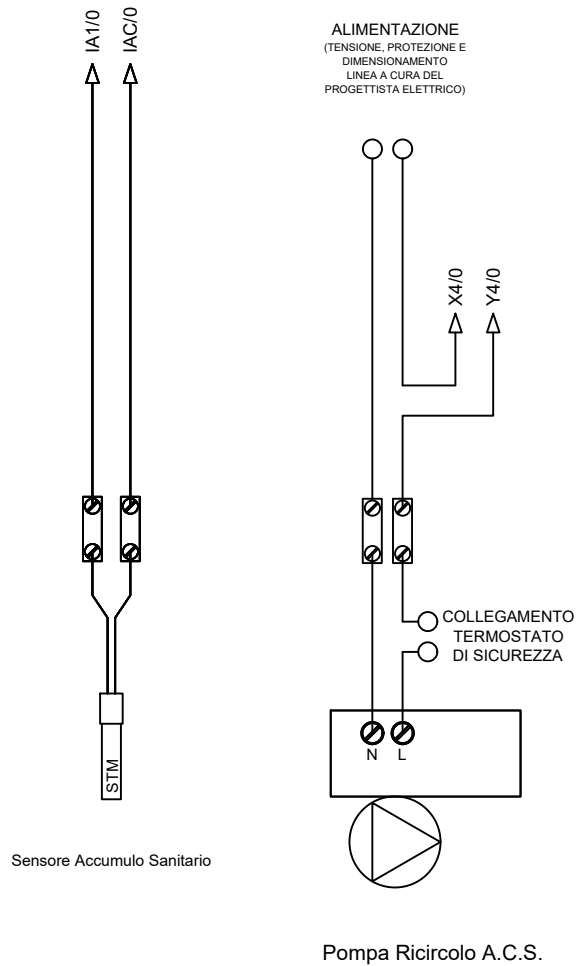 IA1/0
IAC/0
STM
Sensore Accumulo Sanitario
ALIMENTAZIONE
(TENSIONE, PROTEZIONE E
DIMENSIONAMENTO
LINEA A CURA DEL
PROGETTISTA ELETTRICO)
X4/0
Y4/0
COLLEGAMENTO
TERMOSTATO
DI SICUREZZA
N L
Pompa Ricircolo A.C.S.